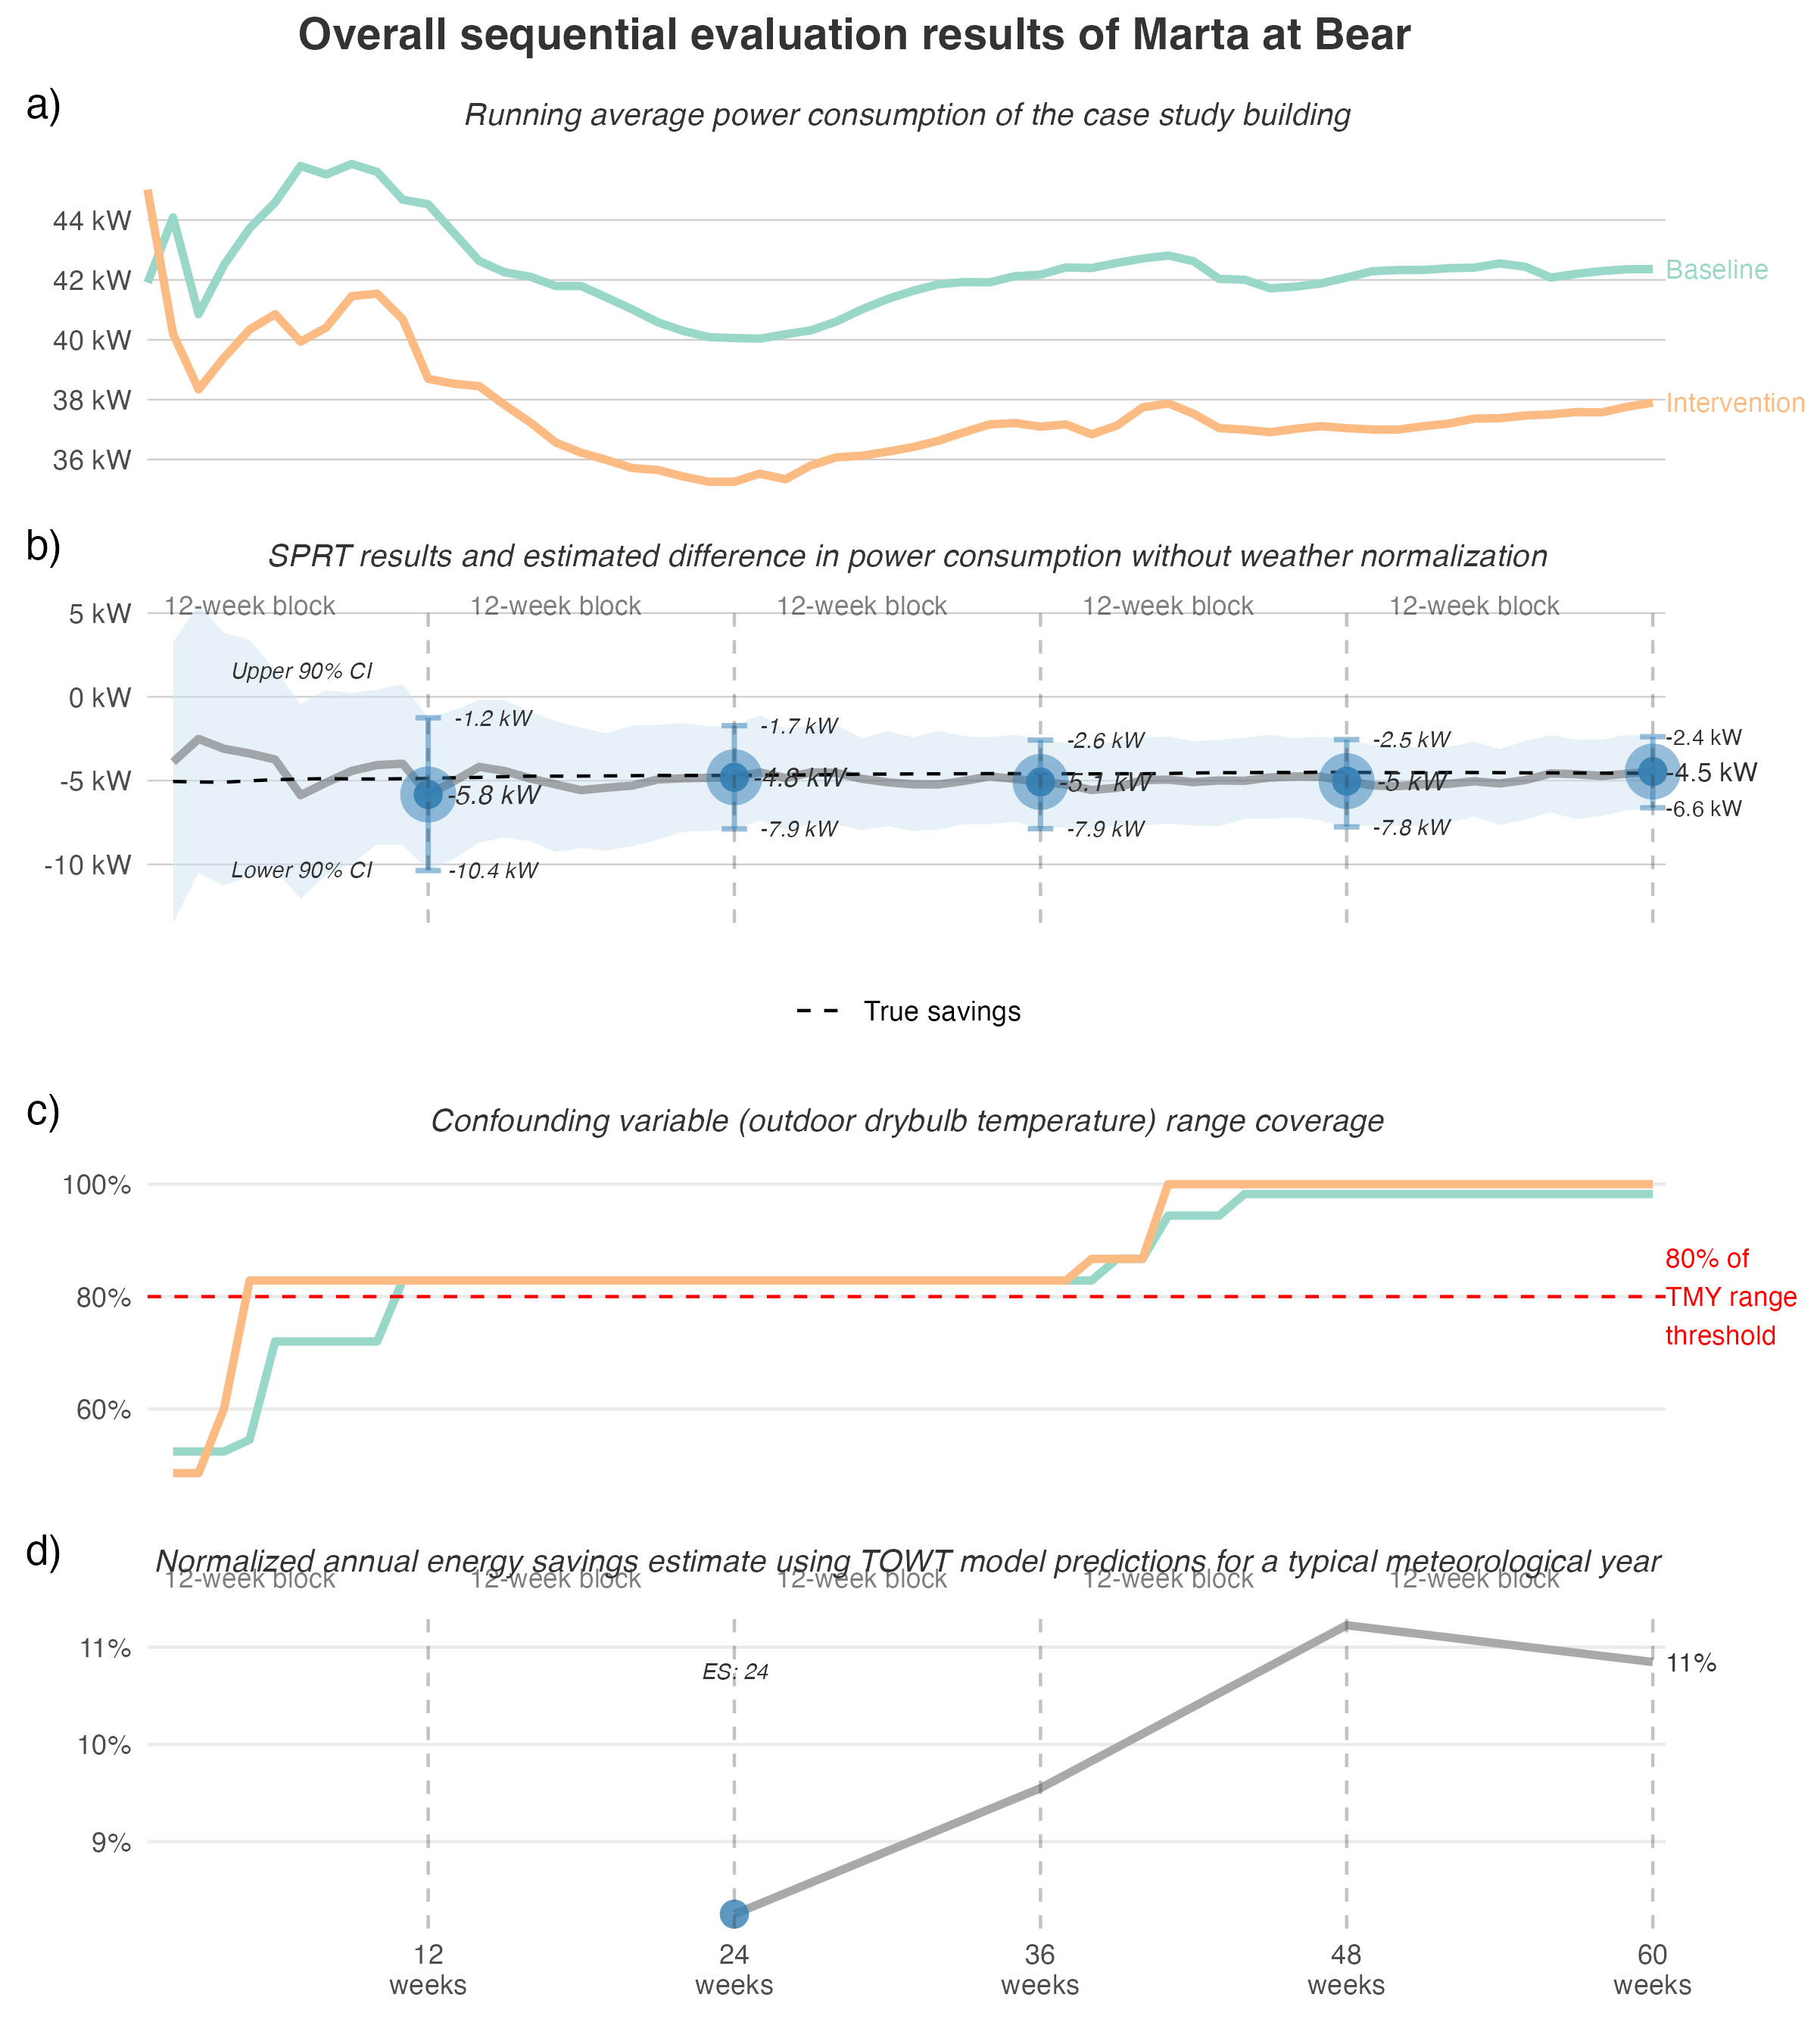 Overall sequential evaluation results of Marta at Bear
a)
Running average power consumption of the case study building
44 kW
42 kW
40 kW
38 kW
36 kW
Baseline
Intervention
b)
SPRT results and estimated difference in power consumption without weather normalization
12-week block 12-week block 12-week block 12-week block 12-week block
5 kW
0 kW
-5 kW
-10 kW
Upper 90% CI
Lower 90% CI
-1.2 kW
-5.8 kW
-10.4 kW
-1.7 kW
-4.8 kW
-7.9 kW
-2.6 kW
-5.1 kW
-7.9 kW
-2.5 kW
-5 kW
-7.8 kW
-2.4 kW
-4.5 kW
-6.6 kW
True savings
c)
Confounding variable (outdoor drybulb temperature) range coverage
100%
80%
60%
80% of
TMY range
threshold
d)
Normalized annual energy savings estimate using TOWT model predictions for a typical meteorological year
12-week block 12-week block 12-week block 12-week block 12-week block
11%
10%
9%
ES: 24
11%
12 24 36 48 60
weeks weeks weeks weeks weeks